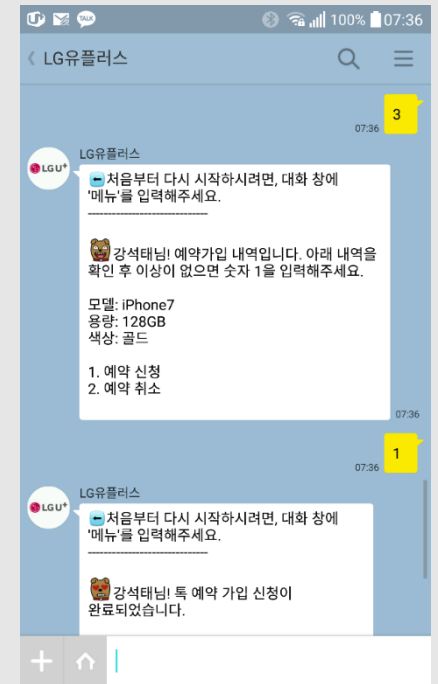 TALK
100% 07:36
LG유플러스
3
07:36
LG유플러스
LG U+
처음부터 다시 시작하시려면, 대화 창에
'메뉴'를 입력해주세요.
------------------------------
강석태님! 예약가입 내역입니다. 아래 내역을
확인 후 이상이 없으면 숫자 1을 입력해주세요.
모델: iPhone7
용량: 128GB
색상: 골드
1. 예약 신청
2. 예약 취소
07:36
1
07:36
LG유플러스
LG U+
처음부터 다시 시작하시려면, 대화 창에
'메뉴'를 입력해주세요.
------------------------------
강석태님! 톡 예약 가입 신청이
완료되었습니다.